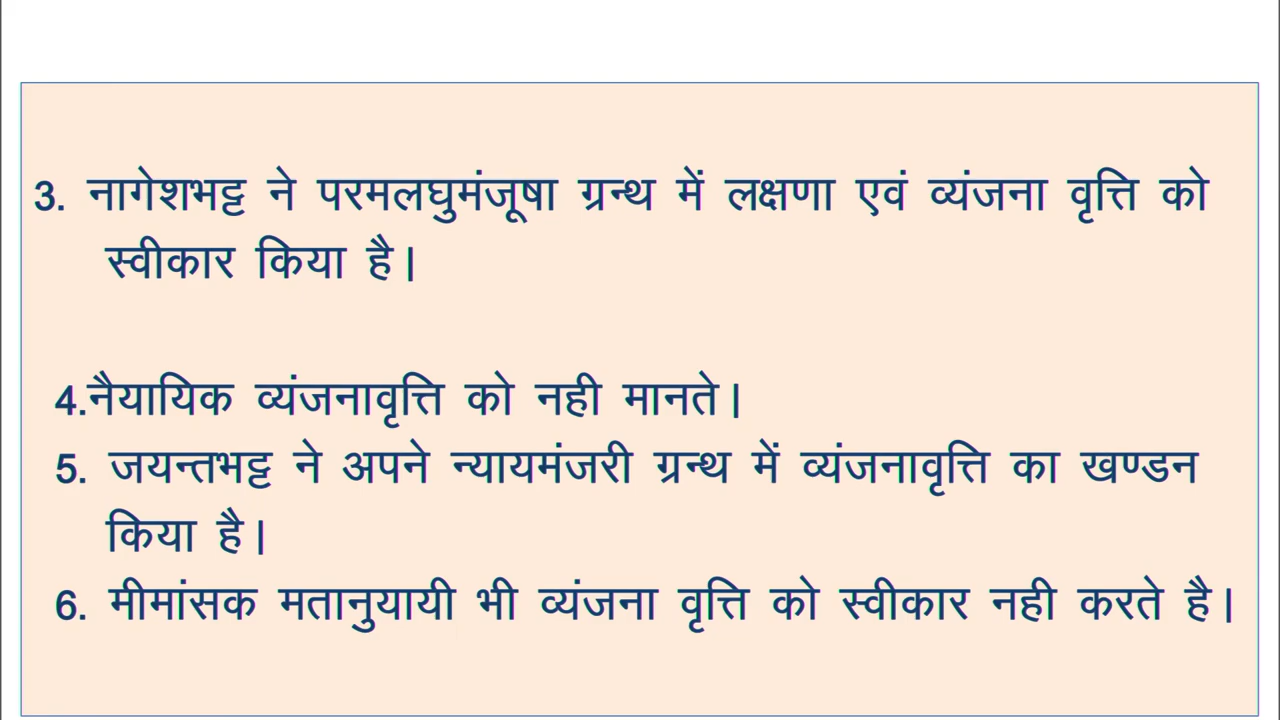 3. नागेशभट्ट ने परमलघुमंजूषा ग्रन्थ में लक्षणा एवं व्यंजना वृत्ति को
स्वीकार किया है।
4.नैयायिक व्यंजनावृत्ति को नही मानते।
5. जयन्तभट्ट ने अपने न्यायमंजरी ग्रन्थ में व्यंजनावृत्ति का खण्डन
किया है।
6. मीमांसक मतानुयायी भी व्यंजना वृत्ति को स्वीकार नही करते है।